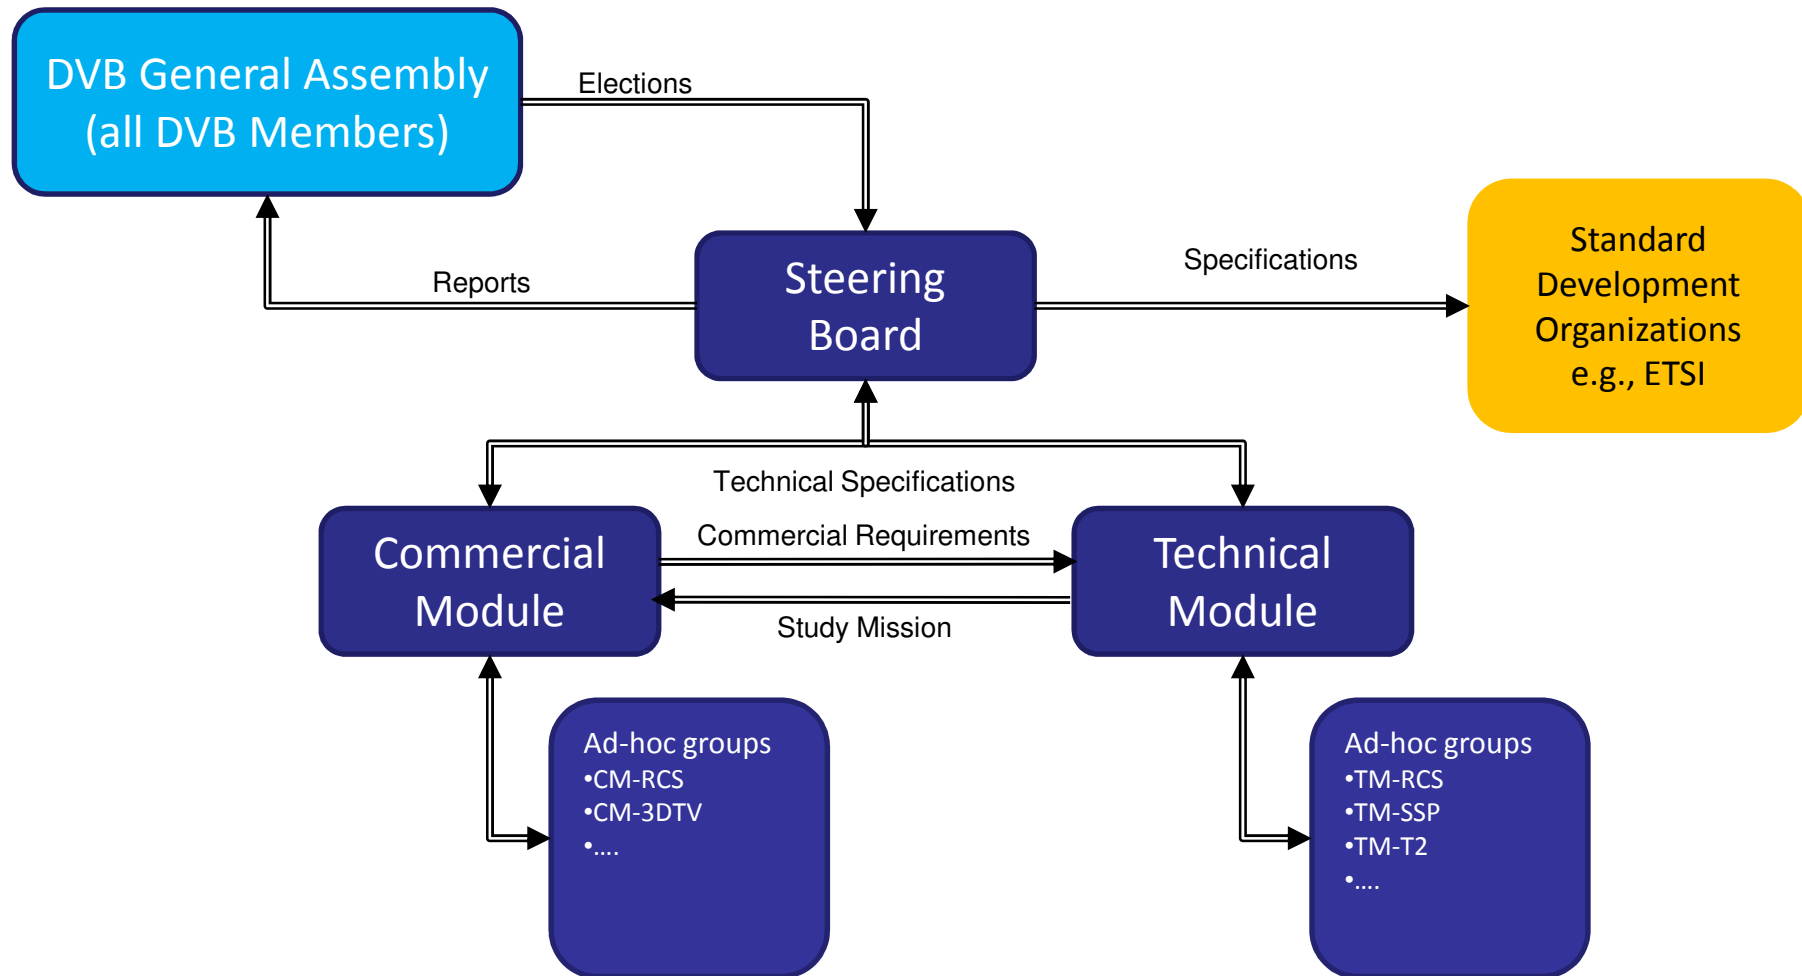 DVB General Assembly
(all DVB Members)
Elections
Reports
Steering
Board
Specifications
Standard
Development
Organizations
e.g., ETSI
Technical Specifications
Commercial
Module
Commercial Requirements
Study Mission
Technical
Module
Ad-hoc groups
•CM-RCS
•CM-3DTV
•....
Ad-hoc groups
•TM-RCS
•TM-SSP
•TM-T2
•....